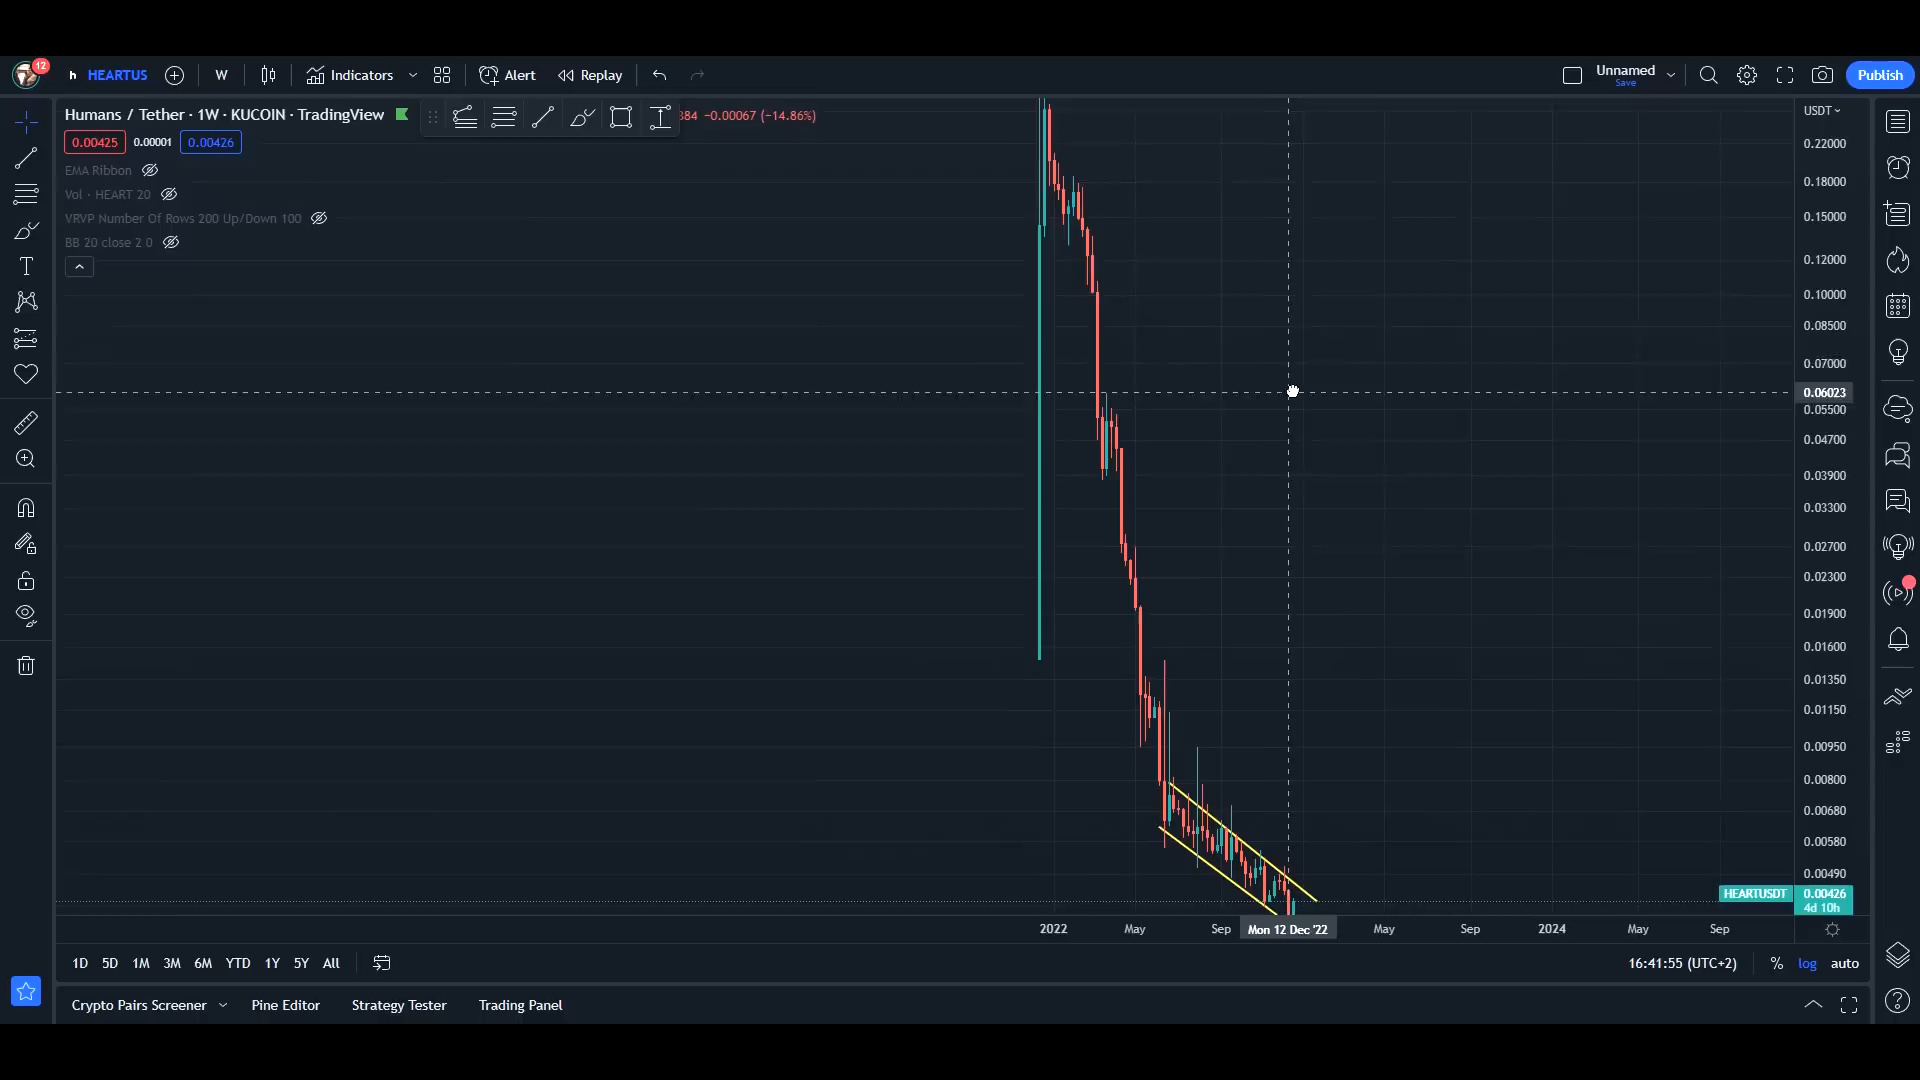 12
h HEARTUS W Indicators Alert Replay Unnamed Save Publish
Humans / Tether · 1W · KUCOIN · TradingView 384 −0.00067 (−14.86%)
0.00425 0.00001 0.00426
EMA Ribbon
Vol · HEART 20
VRVP Number Of Rows 200 Up/Down 100
BB 20 close 2 0
T
USDT
0.22000
0.18000
0.15000
0.12000
0.10000
0.08500
0.07000
0.06023
0.05500
0.04700
0.03900
0.03300
0.02700
0.02300
0.01900
0.01600
0.01350
0.01150
0.00950
0.00800
0.00680
0.00580
0.00490
HEARTUSDT 0.00426
4d 10h
2022 May Sep Mon 12 Dec '22 May Sep 2024 May Sep
1D 5D 1M 3M 6M YTD 1Y 5Y All 16:41:55 (UTC+2) % log auto
Crypto Pairs Screener Pine Editor Strategy Tester Trading Panel